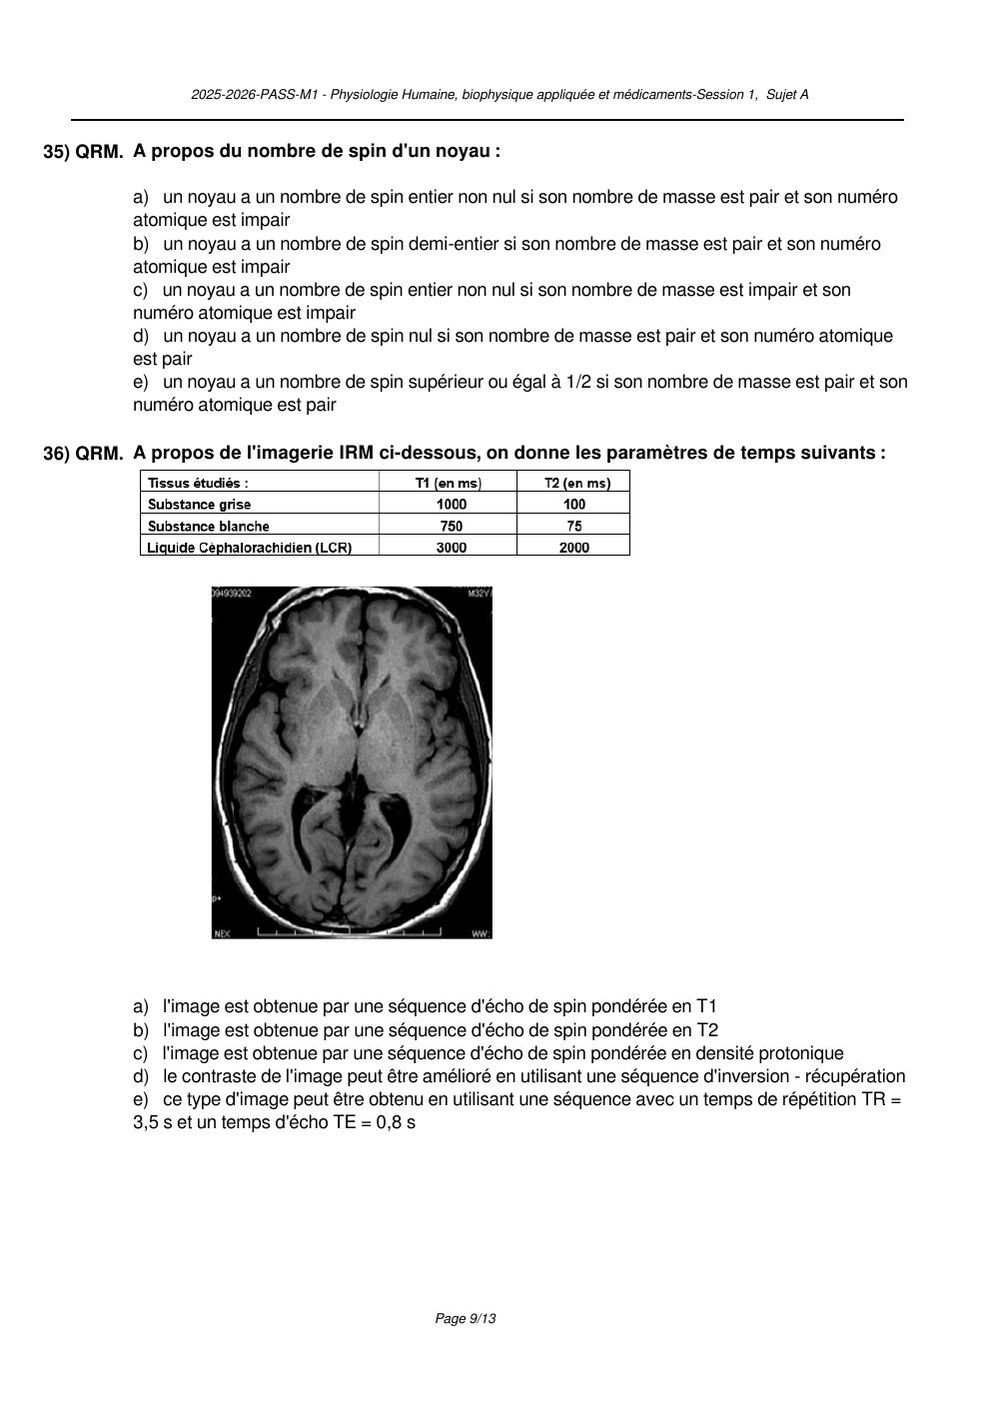 2025-2026-PASS-M1 - Physiologie Humaine, biophysique appliquée et médicaments-Session 1,  Sujet A
35) QRM. A propos du nombre de spin d'un noyau :
a) un noyau a un nombre de spin entier non nul si son nombre de masse est pair et son numéro
atomique est impair
b) un noyau a un nombre de spin demi-entier si son nombre de masse est pair et son numéro
atomique est impair
c) un noyau a un nombre de spin entier non nul si son nombre de masse est impair et son
numéro atomique est impair
d) un noyau a un nombre de spin nul si son nombre de masse est pair et son numéro atomique
est pair
e) un noyau a un nombre de spin supérieur ou égal à 1/2 si son nombre de masse est pair et son
numéro atomique est pair
36) QRM. A propos de l'imagerie IRM ci-dessous, on donne les paramètres de temps suivants :
Tissus étudiés : T1 (en ms) T2 (en ms)
Substance grise 1000 100
Substance blanche 750 75
Liquide Céphalorachidien (LCR) 3000 2000
094939202 M32Y/
NEX WW:
a) l'image est obtenue par une séquence d'écho de spin pondérée en T1
b) l'image est obtenue par une séquence d'écho de spin pondérée en T2
c) l'image est obtenue par une séquence d'écho de spin pondérée en densité protonique
d) le contraste de l'image peut être amélioré en utilisant une séquence d'inversion - récupération
e) ce type d'image peut être obtenu en utilisant une séquence avec un temps de répétition TR =
3,5 s et un temps d'écho TE = 0,8 s
Page 9/13